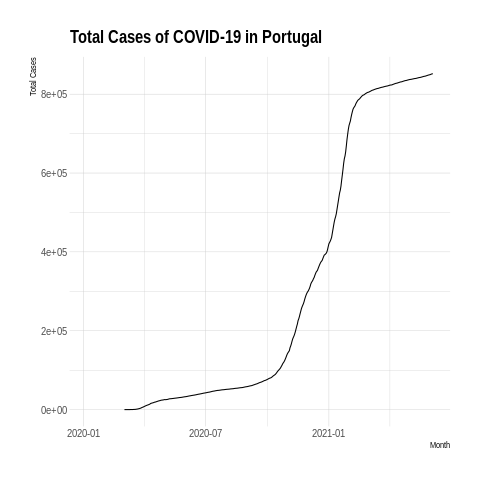 Total Cases of COVID-19 in Portugal
Total Cases
8e+05
6e+05
4e+05
2e+05
0e+00
2020-01 2020-07 2021-01
Month